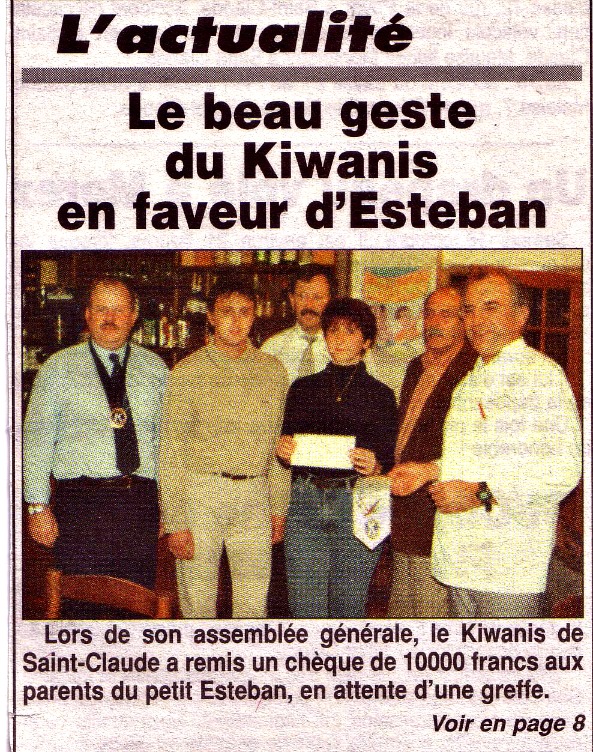 L'actualité
Le beau geste
du Kiwanis
en faveur d'Esteban
Lors de son assemblée générale, le Kiwanis de
Saint-Claude a remis un chèque de 10000 francs aux
parents du petit Esteban, en attente d'une greffe.
Voir en page 8